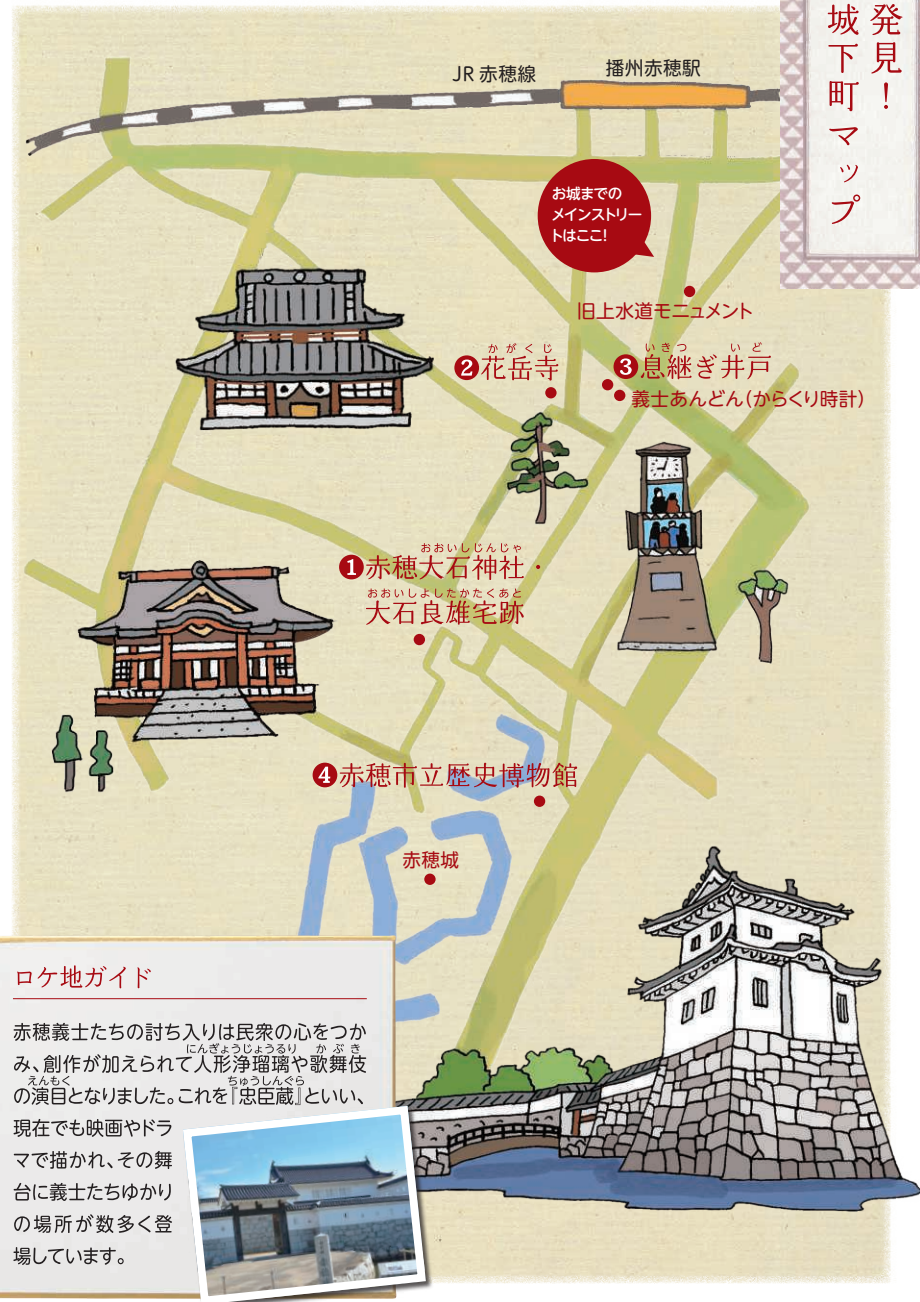 発見！
城下町マップ
JR 赤穂線
播州赤穂駅
お城までの
メインストリー
トはここ!
旧上水道モニュメント
かがくじ
❷花岳寺
いきつ いど
❸息継ぎ井戸
義士あんどん(からくり時計)
おおいしじんじゃ
❶赤穂大石神社・
おおいしよしたかたくあと
大石良雄宅跡
❹赤穂市立歴史博物館
赤穂城
ロケ地ガイド
赤穂義士たちの討ち入りは民衆の心をつか
にんぎょうじょうるり かぶき
み、創作が加えられて人形浄瑠璃や歌舞伎
えんもく ちゅうしんぐら
の演目となりました。これを『忠臣蔵』といい、
現在でも映画やドラ
マで描かれ、その舞
台に義士たちゆかり
の場所が数多く登
場しています。